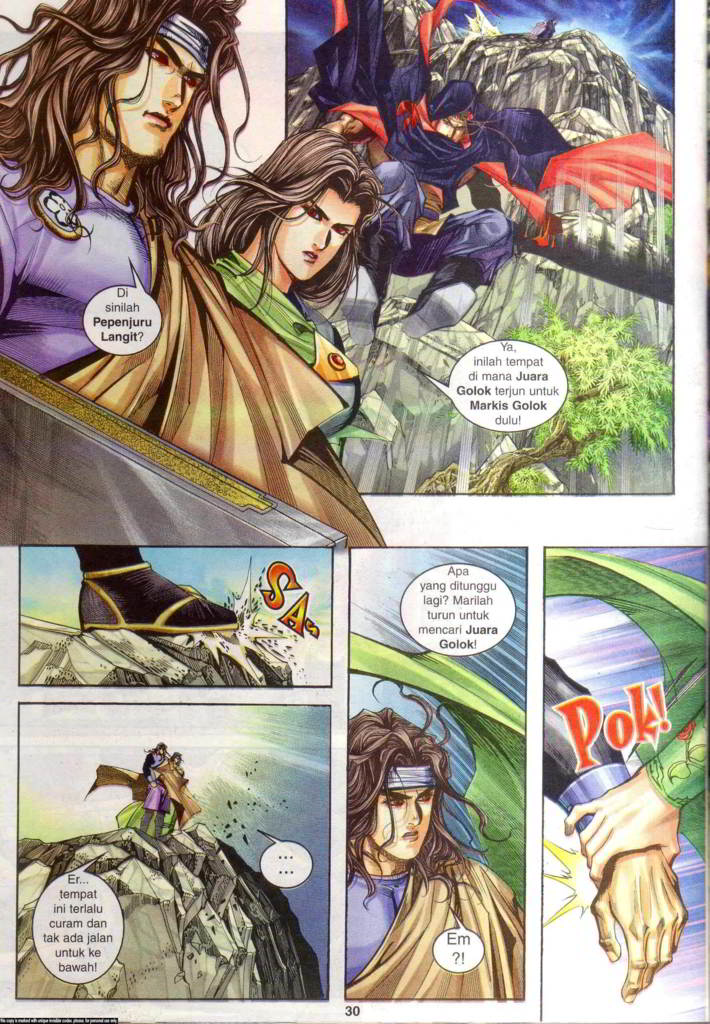 Di
sinilah
Pepenjuru
Langit?
Ya,
inilah tempat
di mana Juara
Golok terjun untuk
Markis Golok
dulu!
SA
Apa
yang ditunggu
lagi? Marilah
turun untuk
mencari Juara
Golok!
Pok!
...
...
Er...
tempat
ini terlalu
curam dan
tak ada jalan
untuk ke
bawah!
Em
?!
30